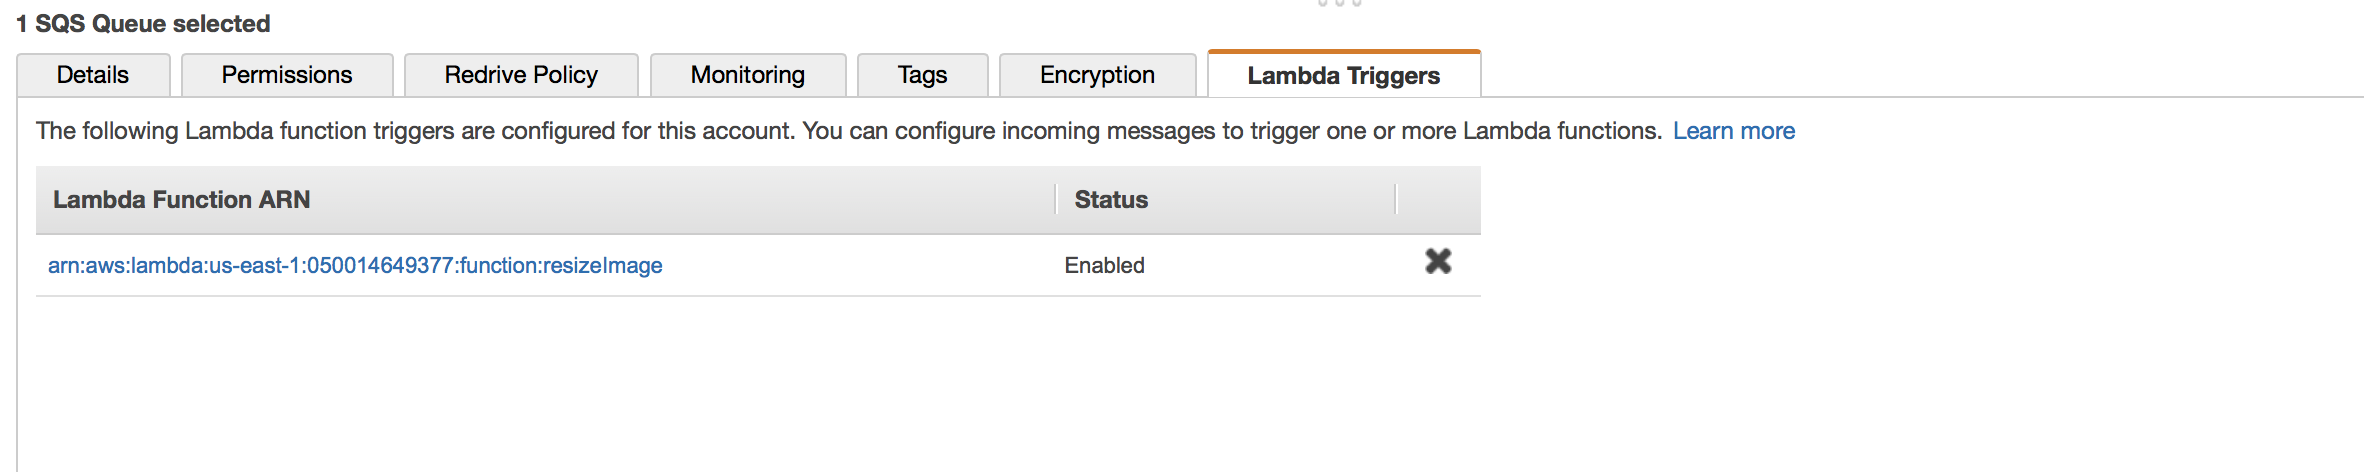 1 SQS Queue selected
Details Permissions Redrive Policy Monitoring Tags Encryption Lambda Triggers
The following Lambda function triggers are configured for this account. You can configure incoming messages to trigger one or more Lambda functions. Learn more
Lambda Function ARN Status
arn:aws:lambda:us-east-1:050014649377:function:resizeImage Enabled